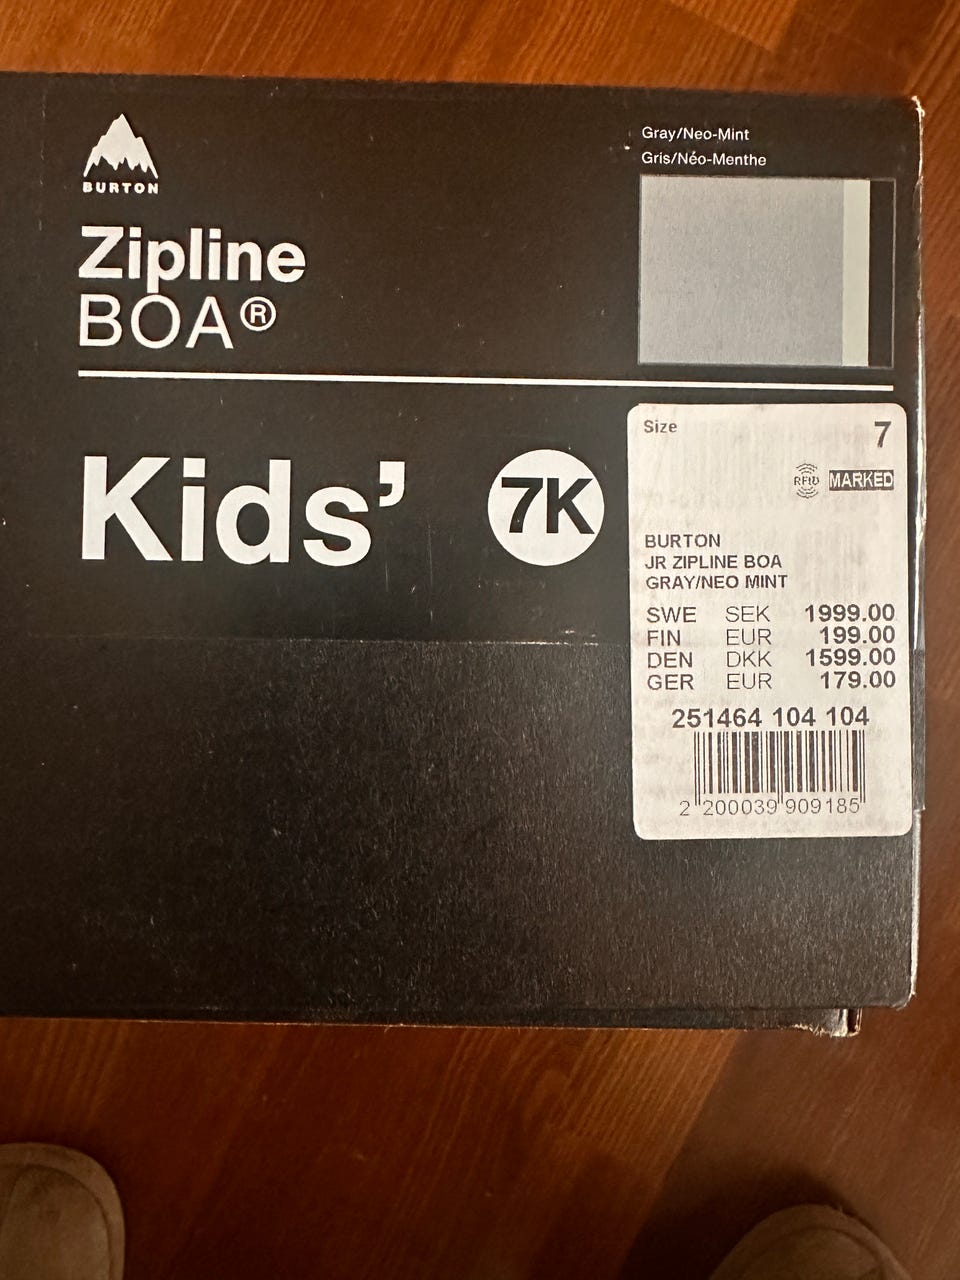 BURTON
Zipline
BOA®
Gray/Neo-Mint
Gris/Néo-Menthe
Kids’ 7K
Size 7
RFID MARKED
BURTON
JR ZIPLINE BOA
GRAY/NEO MINT
SWE SEK 1999.00
FIN EUR 199.00
DEN DKK 1599.00
GER EUR 179.00
251464 104 104
2 200039 909185